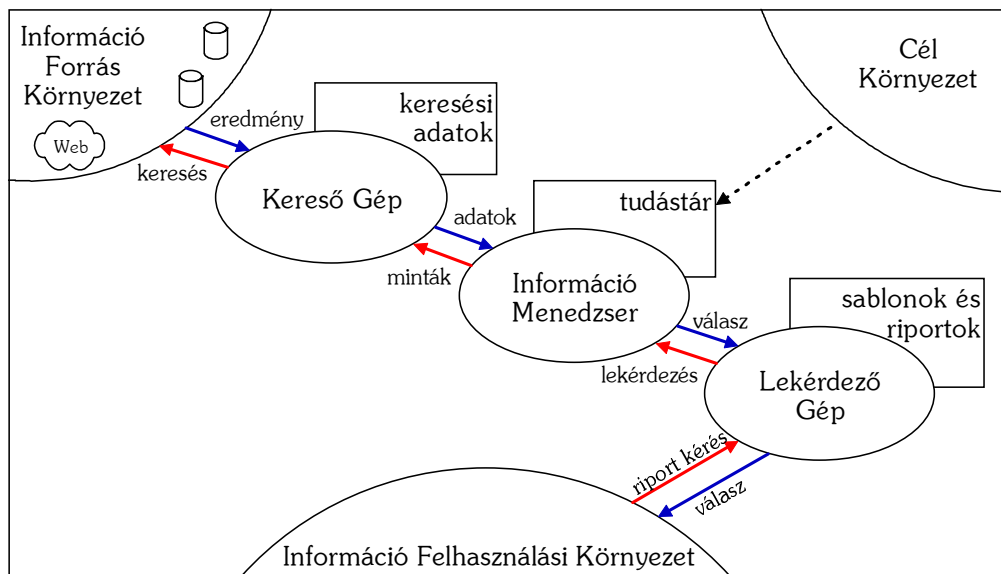 Információ
Forrás
Környezet
Web
Cél
Környezet
eredmény
keresés
keresési
adatok
Kereső Gép
adatok
minták
tudástár
Információ
Menedzser
válasz
lekérdezés
sablonok és
riportok
Lekérdező
Gép
riport kérés
válasz
Információ Felhasználási Környezet